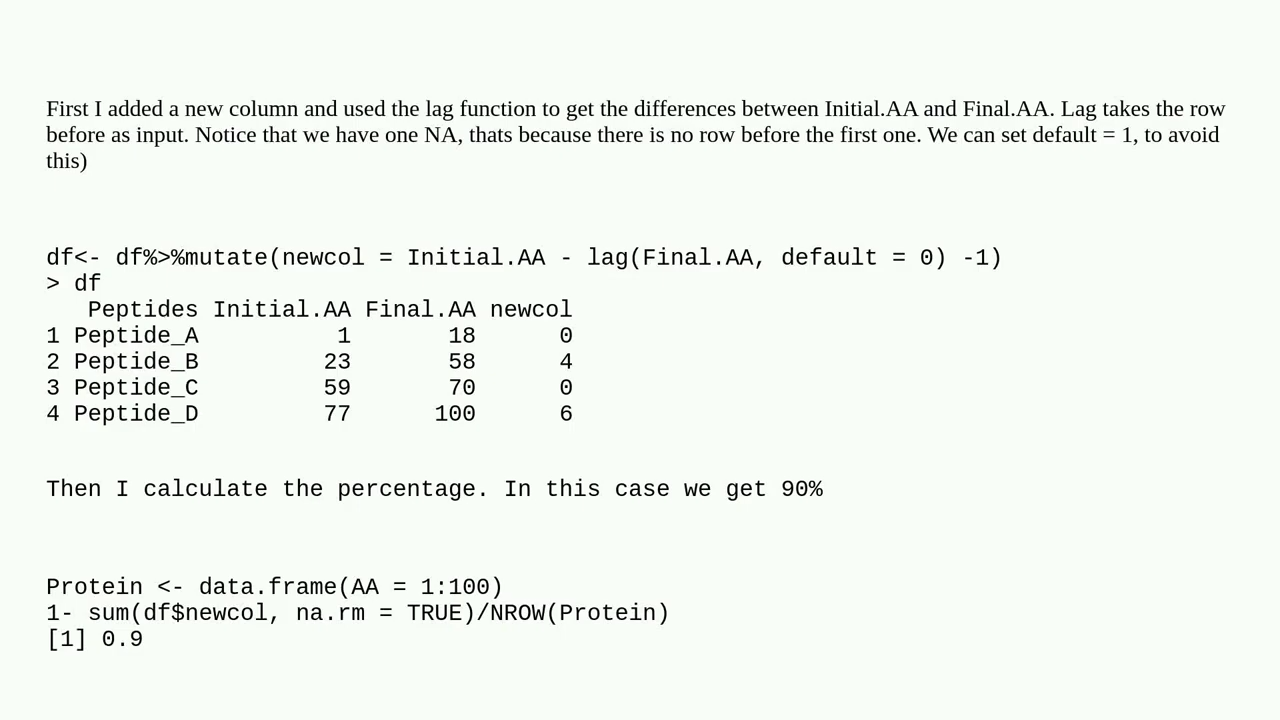 First I added a new column and used the lag function to get the differences between Initial.AA and Final.AA. Lag takes the row
before as input. Notice that we have one NA, thats because there is no row before the first one. We can set default = 1, to avoid
this)
df<- df%>%mutate(newcol = Initial.AA - lag(Final.AA, default = 0) -1)
> df
   Peptides Initial.AA Final.AA newcol
1 Peptide_A          1       18      0
2 Peptide_B         23       58      4
3 Peptide_C         59       70      0
4 Peptide_D         77      100      6
Then I calculate the percentage. In this case we get 90%
Protein <- data.frame(AA = 1:100)
1- sum(df$newcol, na.rm = TRUE)/NROW(Protein)
[1] 0.9